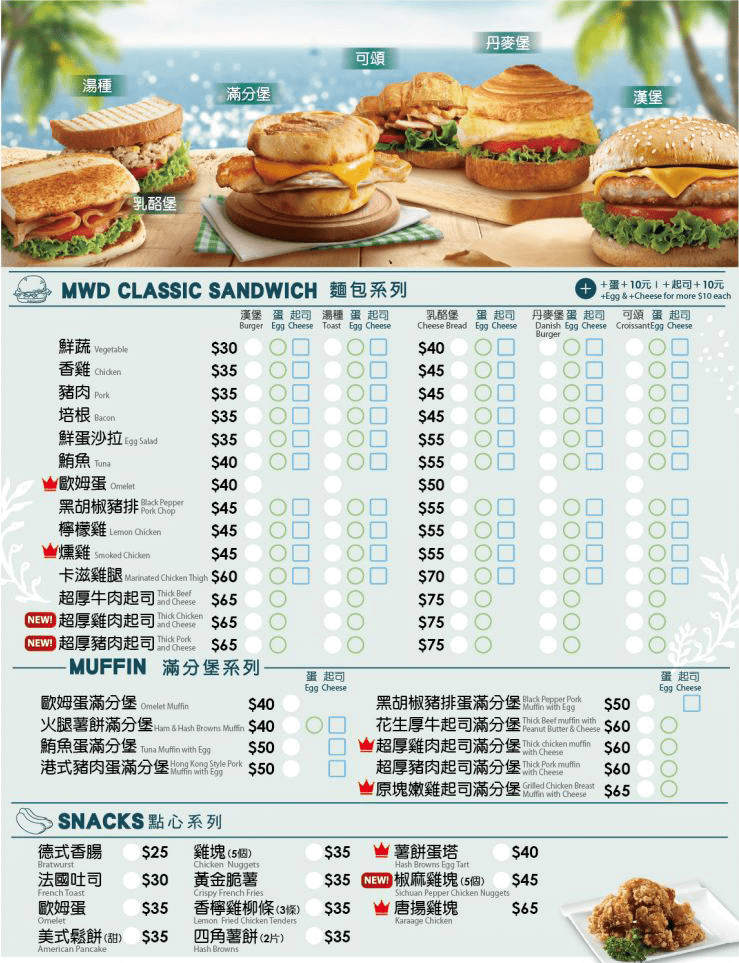 可頌
丹麥堡
湯種
滿分堡
漢堡
乳酪堡
MWD CLASSIC SANDWICH 麵包系列
+蛋+10元 | +起司+10元
+Egg & +Cheese for more $10 each
漢堡 蛋 起司 湯種 蛋 起司 乳酪堡 蛋 起司 丹麥堡 蛋 起司 可頌 蛋 起司
Burger Egg Cheese Toast Egg Cheese Cheese Bread Egg Cheese Danish Burger Egg Cheese Croissant Egg Cheese
鮮蔬 Vegetable $30 $40
香雞 Chicken $35 $45
豬肉 Pork $35 $45
培根 Bacon $35 $45
鮮蛋沙拉 Egg Salad $35 $55
鮪魚 Tuna $40 $55
歐姆蛋 Omelet $40 $50
黑胡椒豬排 Black Pepper Pork Chop $45 $55
檸檬雞 Lemon Chicken $45 $55
燻雞 Smoked Chicken $45 $55
卡滋雞腿 Marinated Chicken Thigh $60 $70
超厚牛肉起司 Thick Beef and Cheese $65 $75
NEW! 超厚雞肉起司 Thick Chicken and Cheese $65 $75
NEW! 超厚豬肉起司 Thick Pork and Cheese $65 $75
MUFFIN 滿分堡系列
蛋 起司
Egg Cheese
蛋 起司
Egg Cheese
歐姆蛋滿分堡 Omelet Muffin $40
火腿薯餅滿分堡 Ham & Hash Browns Muffin $40
鮪魚蛋滿分堡 Tuna Muffin with Egg $50
港式豬肉蛋滿分堡 Hong Kong Style Pork Muffin with Egg $50
黑胡椒豬排蛋滿分堡 Black Pepper Pork Muffin with Egg $50
花生厚牛起司滿分堡 Thick Beef muffin with Peanut Butter & Cheese $60
超厚雞肉起司滿分堡 Thick chicken muffin with Cheese $60
超厚豬肉起司滿分堡 Thick Pork muffin with Cheese $60
原塊嫩雞起司滿分堡 Grilled Chicken Breast Muffin with Cheese $65
SNACKS 點心系列
德式香腸 $25
Bratwurst
法國吐司 $30
French Toast
歐姆蛋 $35
Omelet
美式鬆餅(甜) $35
American Pancake
雞塊(5個) $35
Chicken Nuggets
黃金脆薯 $35
Crispy French Fries
香檸雞柳條(3條) $35
Lemon Fried Chicken Tenders
四角薯餅(2片) $35
Hash Browns
薯餅蛋塔 $40
Hash Browns Egg Tart
NEW! 椒麻雞塊(5個) $45
Sichuan Pepper Chicken Nuggets
唐揚雞塊 $65
Karaage Chicken